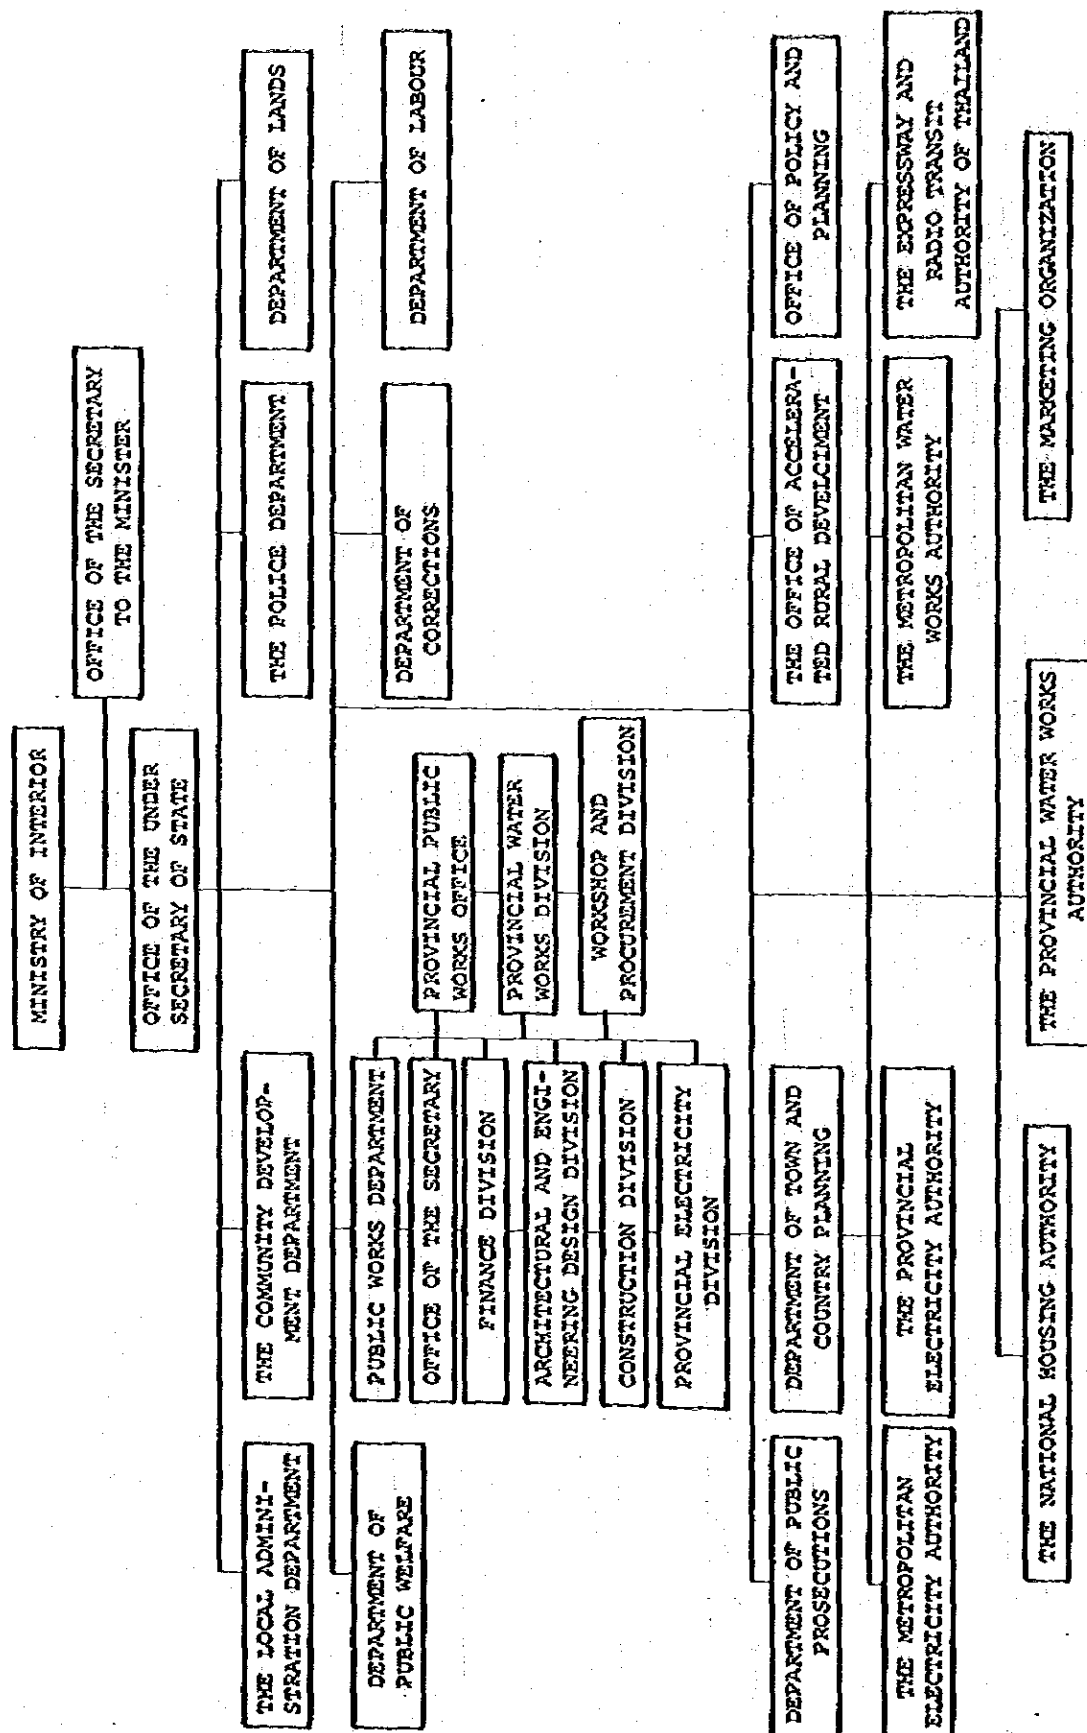 MINISTRY OF INTERIOR
OFFICE OF THE SECRETARY
TO THE MINISTER
OFFICE OF THE UNDER
SECRETARY OF STATE
THE LOCAL ADMINI-
STRATION DEPARTMENT
THE COMMUNITY DEVELOP-
MENT DEPARTMENT
THE POLICE DEPARTMENT
DEPARTMENT OF LANDS
DEPARTMENT OF
PUBLIC WELFARE
PUBLIC WORKS DEPARTMENT
OFFICE OF THE SECRETARY
FINANCE DIVISION
ARCHITECTURAL AND ENGI-
NEERING DESIGN DIVISION
CONSTRUCTION DIVISION
PROVINCIAL ELECTRICITY
DIVISION
PROVINCIAL PUBLIC
WORKS OFFICE
PROVINCIAL WATER
WORKS DIVISION
WORKSHOP AND
PROCUREMENT DIVISION
DEPARTMENT OF
CORRECTIONS
DEPARTMENT OF LABOUR
DEPARTMENT OF PUBLIC
PROSECUTIONS
DEPARTMENT OF TOWN AND
COUNTRY PLANNING
THE OFFICE OF ACCELERA-
TED RURAL DEVELCIMENT
OFFICE OF POLICY AND
PLANNING
THE METROPOLITAN
ELECTRICITY AUTHORITY
THE PROVINCIAL
ELECTRICITY AUTHORITY
THE METROPOLITAN WATER
WORKS AUTHORITY
THE EXPRESSWAY AND
RADIO TRANSIT
AUTHORITY OF THAILAND
THE NATIONAL HOUSING AUTHORITY
THE PROVINCIAL WATER WORKS
AUTHORITY
THE MARKETING ORGANIZATION